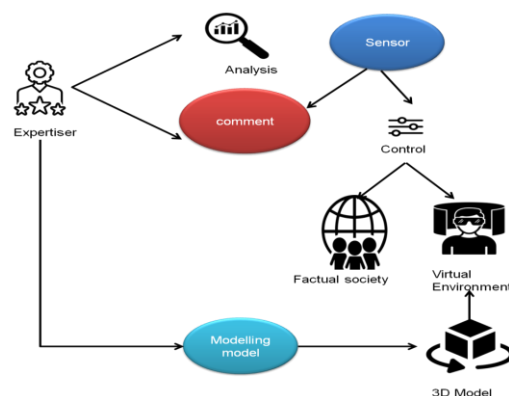 Sensor
Analysis
comment
Expertiser
Control
Factual society
Virtual
Environment
Modelling
model
3D Model